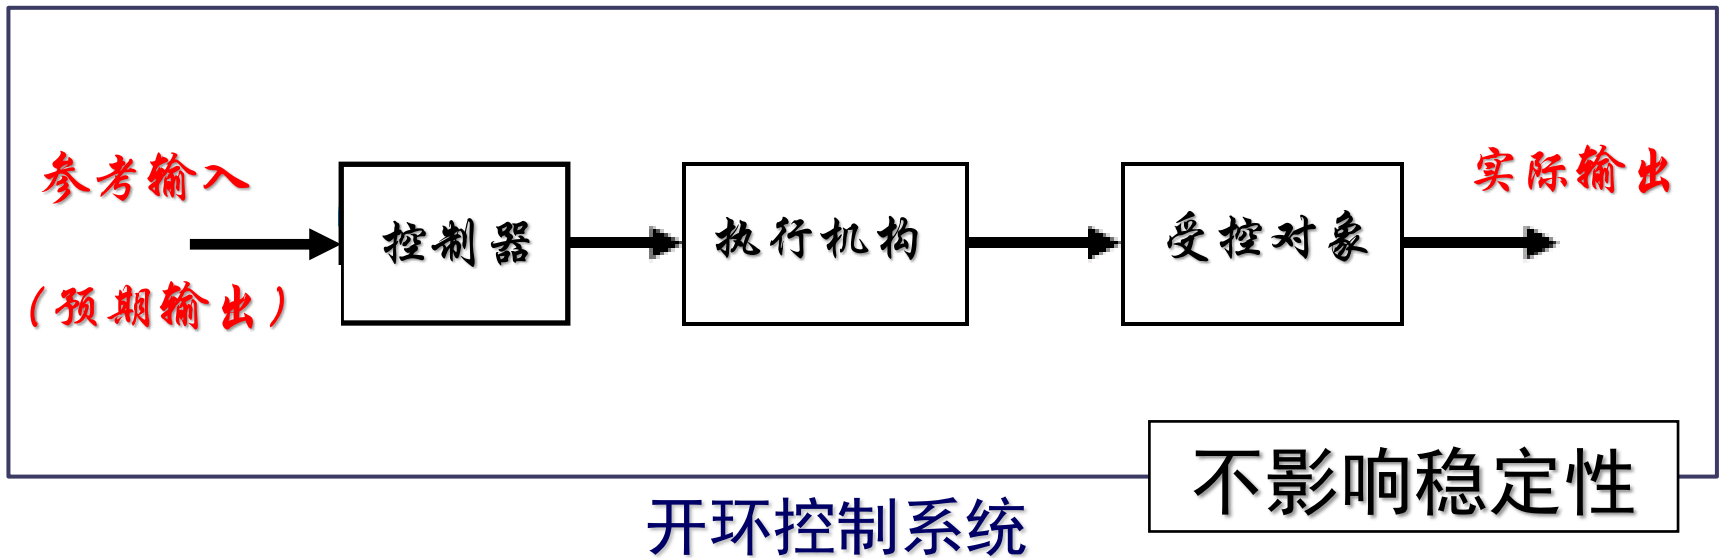 参考输入
(预期输出)
控制器
执行机构
受控对象
实际输出
不影响稳定性
开环控制系统